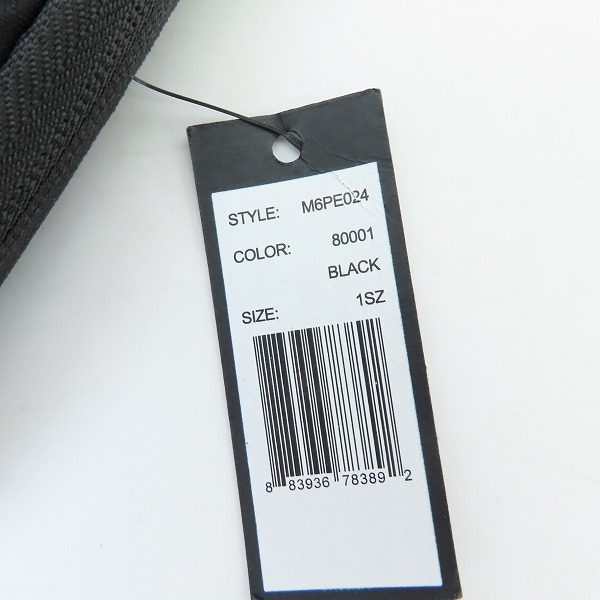 STYLE: M6PE024
COLOR: 80001
BLACK
SIZE: 1SZ
8 83936 78389 2